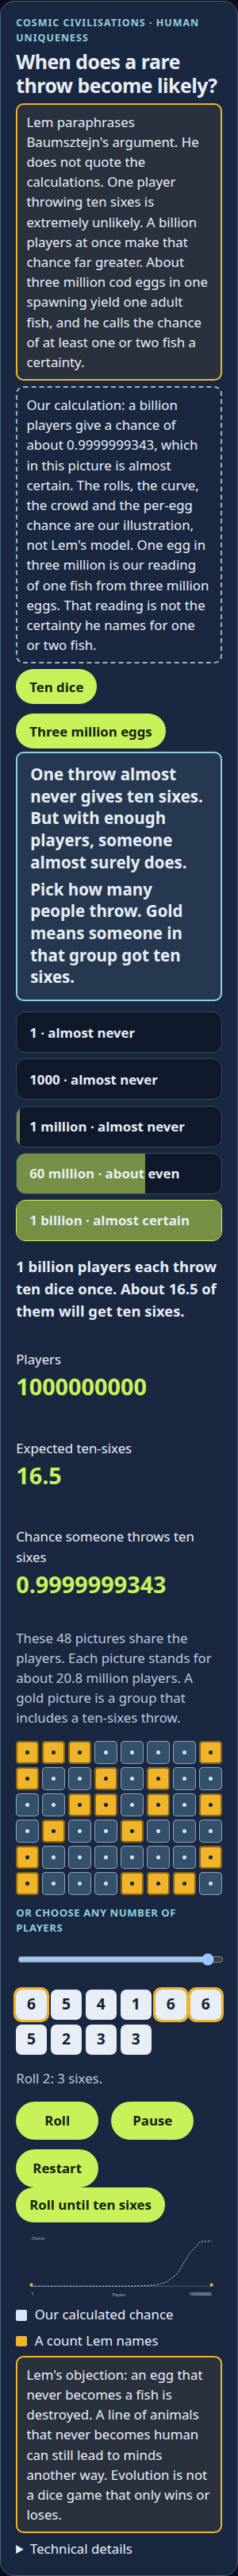 COSMIC CIVILISATIONS · HUMAN
UNIQUENESS
When does a rare
throw become likely?
Lem paraphrases
Baumsztejn's argument. He
does not quote the
calculations. One player
throwing ten sixes is
extremely unlikely. A billion
players at once make that
chance far greater. About
three million cod eggs in one
spawning yield one adult
fish, and he calls the chance
of at least one or two fish a
certainty.
Our calculation: a billion
players give a chance of
about 0.9999999343, which
in this picture is almost
certain. The rolls, the curve,
the crowd and the per-egg
chance are our illustration,
not Lem's model. One egg in
three million is our reading
of one fish from three million
eggs. That reading is not the
certainty he names for one
or two fish.
Ten dice
Three million eggs
One throw almost
never gives ten sixes.
But with enough
players, someone
almost surely does.
Pick how many
people throw. Gold
means someone in
that group got ten
sixes.
1 · almost never
1000 · almost never
1 million · almost never
60 million · about even
1 billion · almost certain
1 billion players each throw
ten dice once. About 16.5 of
them will get ten sixes.
Players
1000000000
Expected ten-sixes
16.5
Chance someone throws ten
sixes
0.9999999343
These 48 pictures share the
players. Each picture stands for
about 20.8 million players. A
gold picture is a group that
includes a ten-sixes throw.
OR CHOOSE ANY NUMBER OF
PLAYERS
6 5 4 1 6 6
5 2 3 3
Roll 2: 3 sixes.
Roll Pause
Restart
Roll until ten sixes
Chance
1 Players 1000000000
Our calculated chance
A count Lem names
Lem's objection: an egg that
never becomes a fish is
destroyed. A line of animals
that never becomes human
can still lead to minds
another way. Evolution is not
a dice game that only wins or
loses.
Technical details